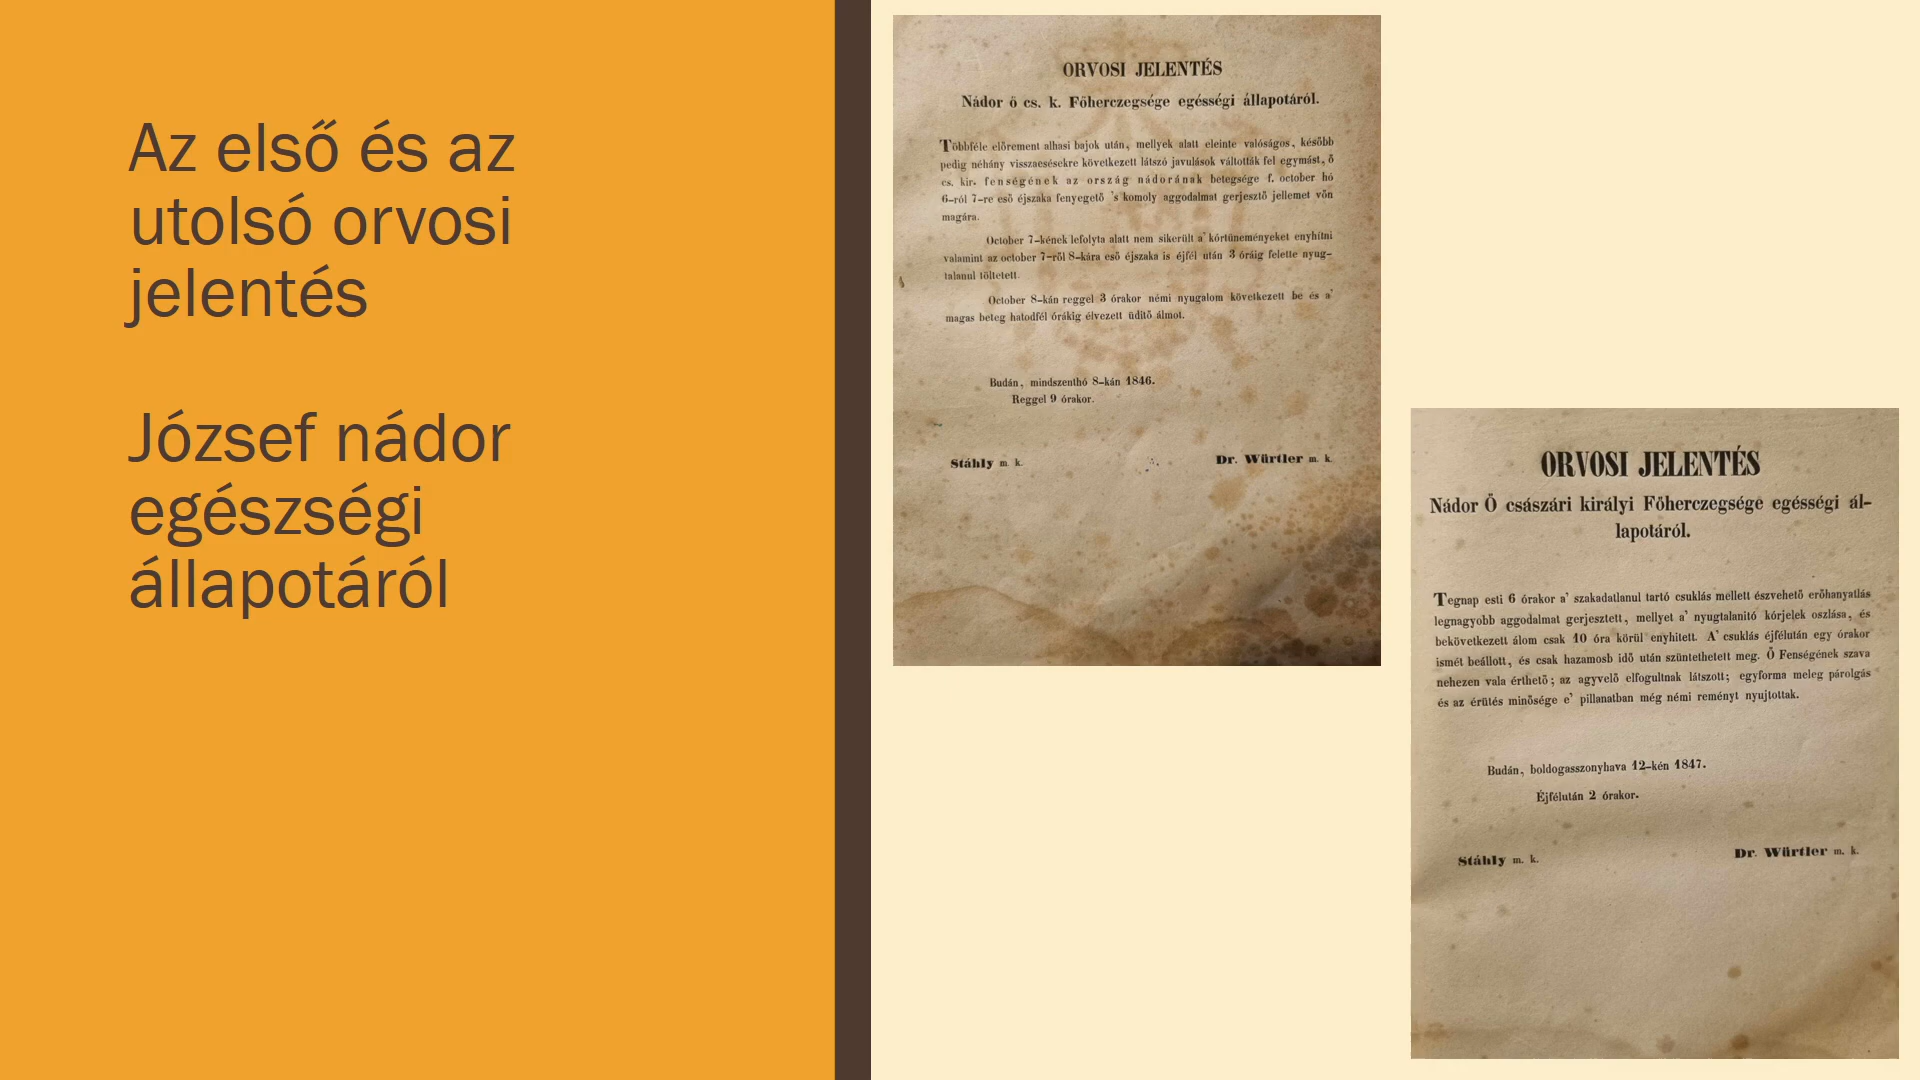 Az első és az
utolsó orvosi
jelentés
József nádor
egészségi
állapotáról
ORVOSI JELENTÉS
Nádor ő cs. k. Főherczegsége egésségi állapotáról.
Többféle előrement alhasi bajok után, mellyek alatt eleinte valóságos, később
pedig néhány visszaesésekre következett látszó javulások váltották fel egymást, ő
cs. kir. fenségének az ország nádorának betegsége f. october hó
6-ról 7-re eső éjszaka fenyegető 's komoly aggodalmat gerjesztő jellemet vőn
magára.
October 7-kének lefolyta alatt nem sikerült a' kórtüneményeket enyhítni
valamint az october 7-ről 8-kára eső éjszaka is éjfél után 3 óráig felette nyug-
talanul töltetett.
October 8-kán reggel 3 órakor némi nyugalom következett be és a'
magas beteg hatodfél órákig élvezett üdítő álmot.
Budán, mindszenthó 8-kán 1846.
Reggel 9 órakor.
Stáhly m. k.
Dr. Würtler m. k.
ORVOSI JELENTÉS
Nádor Ő császári királyi Főherczegsége egésségi ál-
lapotáról.
Tegnap esti 6 órakor a' szakadatlanul tartó csuklás mellett észvehető erőhanyatlás
legnagyobb aggodalmat gerjesztett, mellyet a' nyugtalanitó kórjelek oszlása, és
bekövetkezett álom csak 10 óra körül enyhitett. A' csuklás éjfélután egy órakor
ismét beállott, és csak hazamosb idő után szüntethetett meg. Ő Fenségének szava
nehezen vala érthető; az agyvelő elfogultnak látszott; egyforma meleg párolgás
és az érütés minősége e' pillanatban még némi reményt nyujtottak.
Budán, boldogasszonyhava 12-kén 1847.
Éjfélután 2 órakor.
Stáhly m. k.
Dr. Würtler m. k.